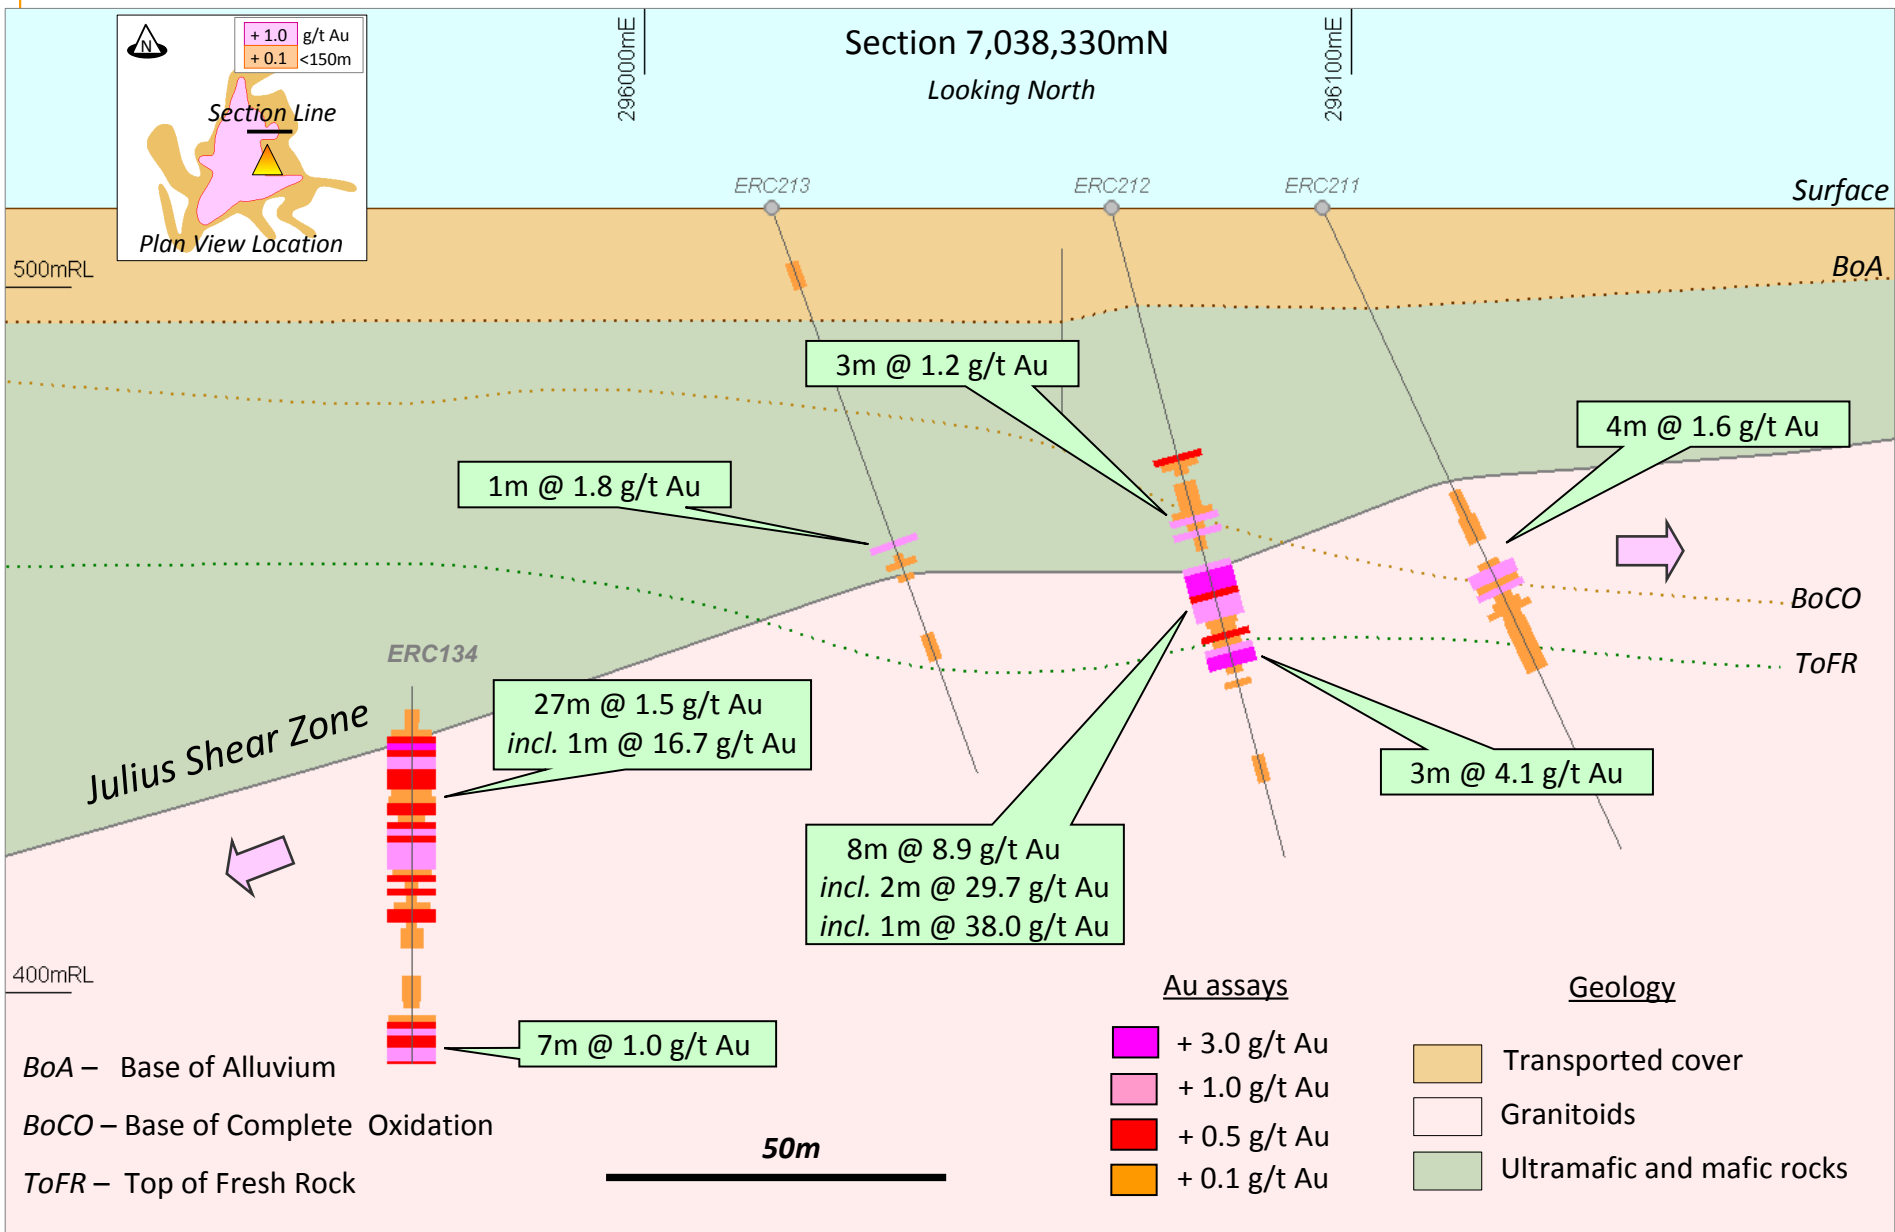 + 1.0 g/t Au
+ 0.1 <150m
N
Section Line
Plan View Location
296000mE
Section 7,038,330mN
Looking North
296100mE
ERC213
ERC212
ERC211
Surface
500mRL
BoA
3m @ 1.2 g/t Au
4m @ 1.6 g/t Au
1m @ 1.8 g/t Au
BoCO
ToFR
ERC134
27m @ 1.5 g/t Au
incl. 1m @ 16.7 g/t Au
Julius Shear Zone
3m @ 4.1 g/t Au
8m @ 8.9 g/t Au
incl. 2m @ 29.7 g/t Au
incl. 1m @ 38.0 g/t Au
400mRL
7m @ 1.0 g/t Au
BoA – Base of Alluvium
BoCO – Base of Complete Oxidation
ToFR – Top of Fresh Rock
50m
Au assays
+ 3.0 g/t Au
+ 1.0 g/t Au
+ 0.5 g/t Au
+ 0.1 g/t Au
Geology
Transported cover
Granitoids
Ultramafic and mafic rocks